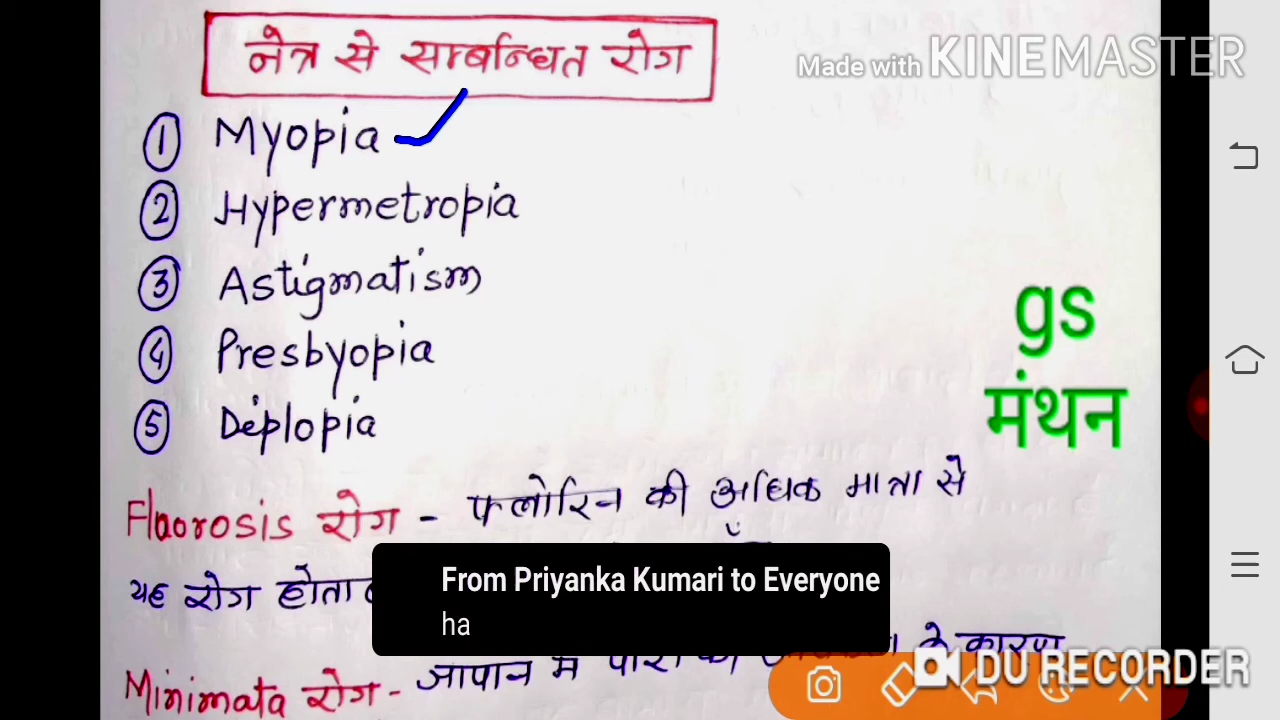 नेत्र से सम्बन्धित रोग
Made with KINEMASTER
① Myopia
② Hypermetropia
③ Astigmatism
④ Presbyopia
⑤ Diplopia
gs
मंथन
Flaorosis रोग - फ्लोरिन की अधिक मात्रा से
यह रोग होता
From Priyanka Kumari to Everyone
ha
Minimata रोग - जापान में के कारण
DU RECORDER